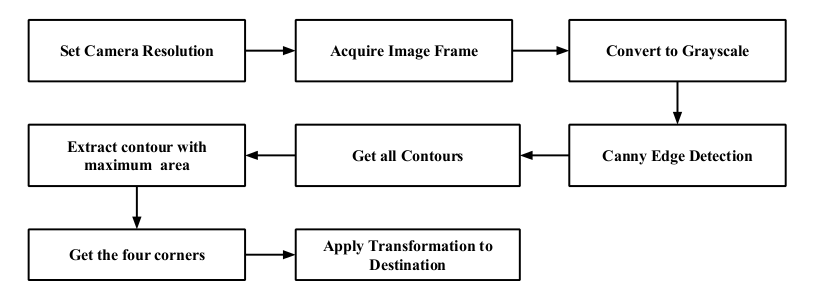 Set Camera Resolution
Acquire Image Frame
Convert to Grayscale
Canny Edge Detection
Get all Contours
Extract contour with
maximum area
Get the four corners
Apply Transformation to
Destination